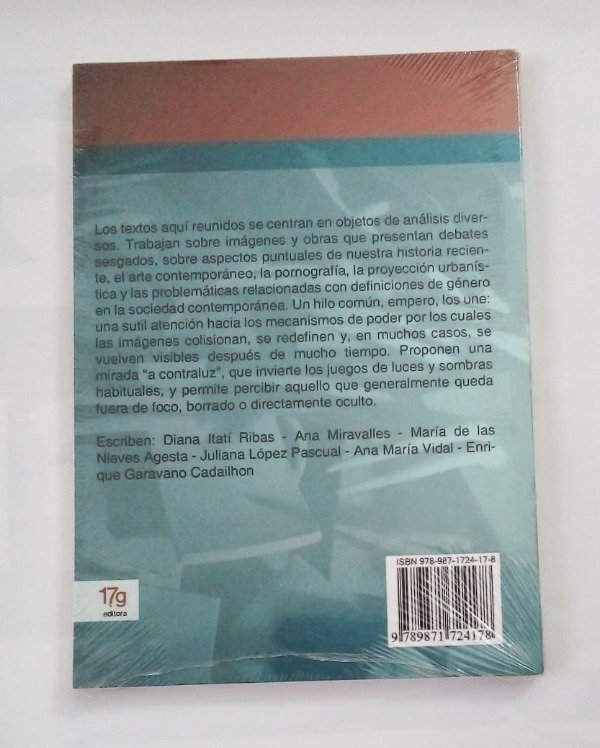 Los textos aquí reunidos se centran en objetos de análisis diver-
sos. Trabajan sobre imágenes y obras que presentan debates
sesgados, sobre aspectos puntuales de nuestra historia recien-
te, el arte contemporáneo, la pornografía, la proyección urbanís-
tica y las problemáticas relacionadas con definiciones de género
en la sociedad contemporánea. Un hilo común, empero, los une:
una sutil atención hacia los mecanismos de poder por los cuales
las imágenes colisionan, se redefinen y, en muchos casos, se
vuelven visibles después de mucho tiempo. Proponen una
mirada “a contraluz”, que invierte los juegos de luces y sombras
habituales, y permite percibir aquello que generalmente queda
fuera de foco, borrado o directamente oculto.
Escriben: Diana Itatí Ribas - Ana Miravalles - María de las
Nieves Agesta - Juliana López Pascual - Ana María Vidal - Enri-
que Garavano Cadailhon
ISBN 978-987-1724-17-8
9 789871 724178
17g
editora